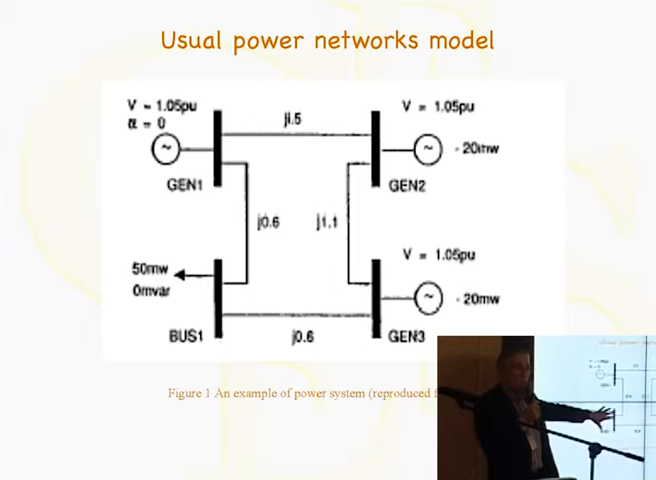 Usual power networks model
V = 1.05pu
α = 0
GEN1
j1.5
V = 1.05pu
- 20mw
GEN2
j0.6
j1.1
50mw
0mvar
BUS1
j0.6
V = 1.05pu
- 20mw
GEN3
Figure 1 An example of power system (reproduced